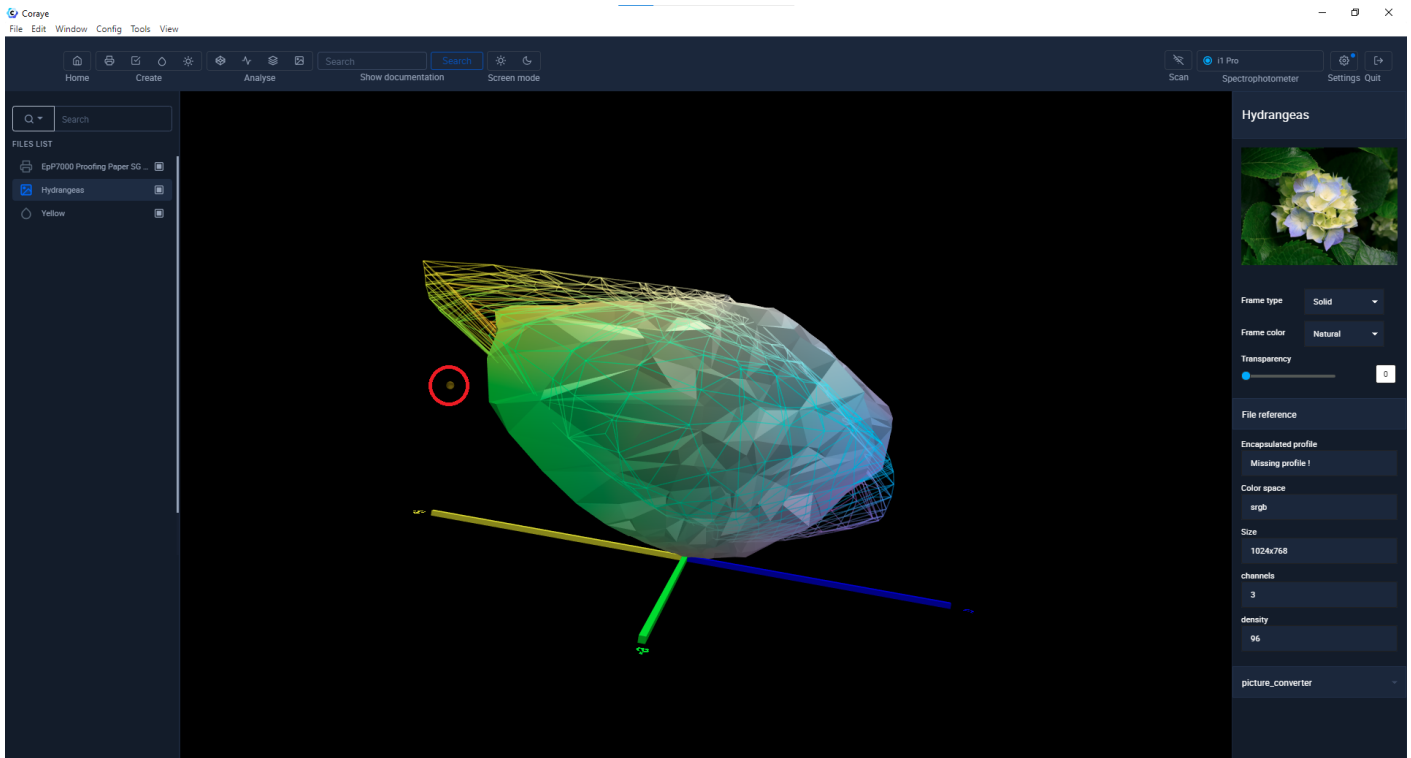 Coraye
File Edit Window Config Tools View
Search Search i1 Pro
Home Create Analyse Show documentation Screen mode Scan Spectrophotometer Settings Quit
Search
FILES LIST
EpP7000 Proofing Paper SG ...
Hydrangeas
Yellow
Hydrangeas
Frame type Solid
Frame color Natural
Transparency
0
File reference
Encapsulated profile
Missing profile !
Color space
srgb
Size
1024x768
channels
3
density
96
picture_converter